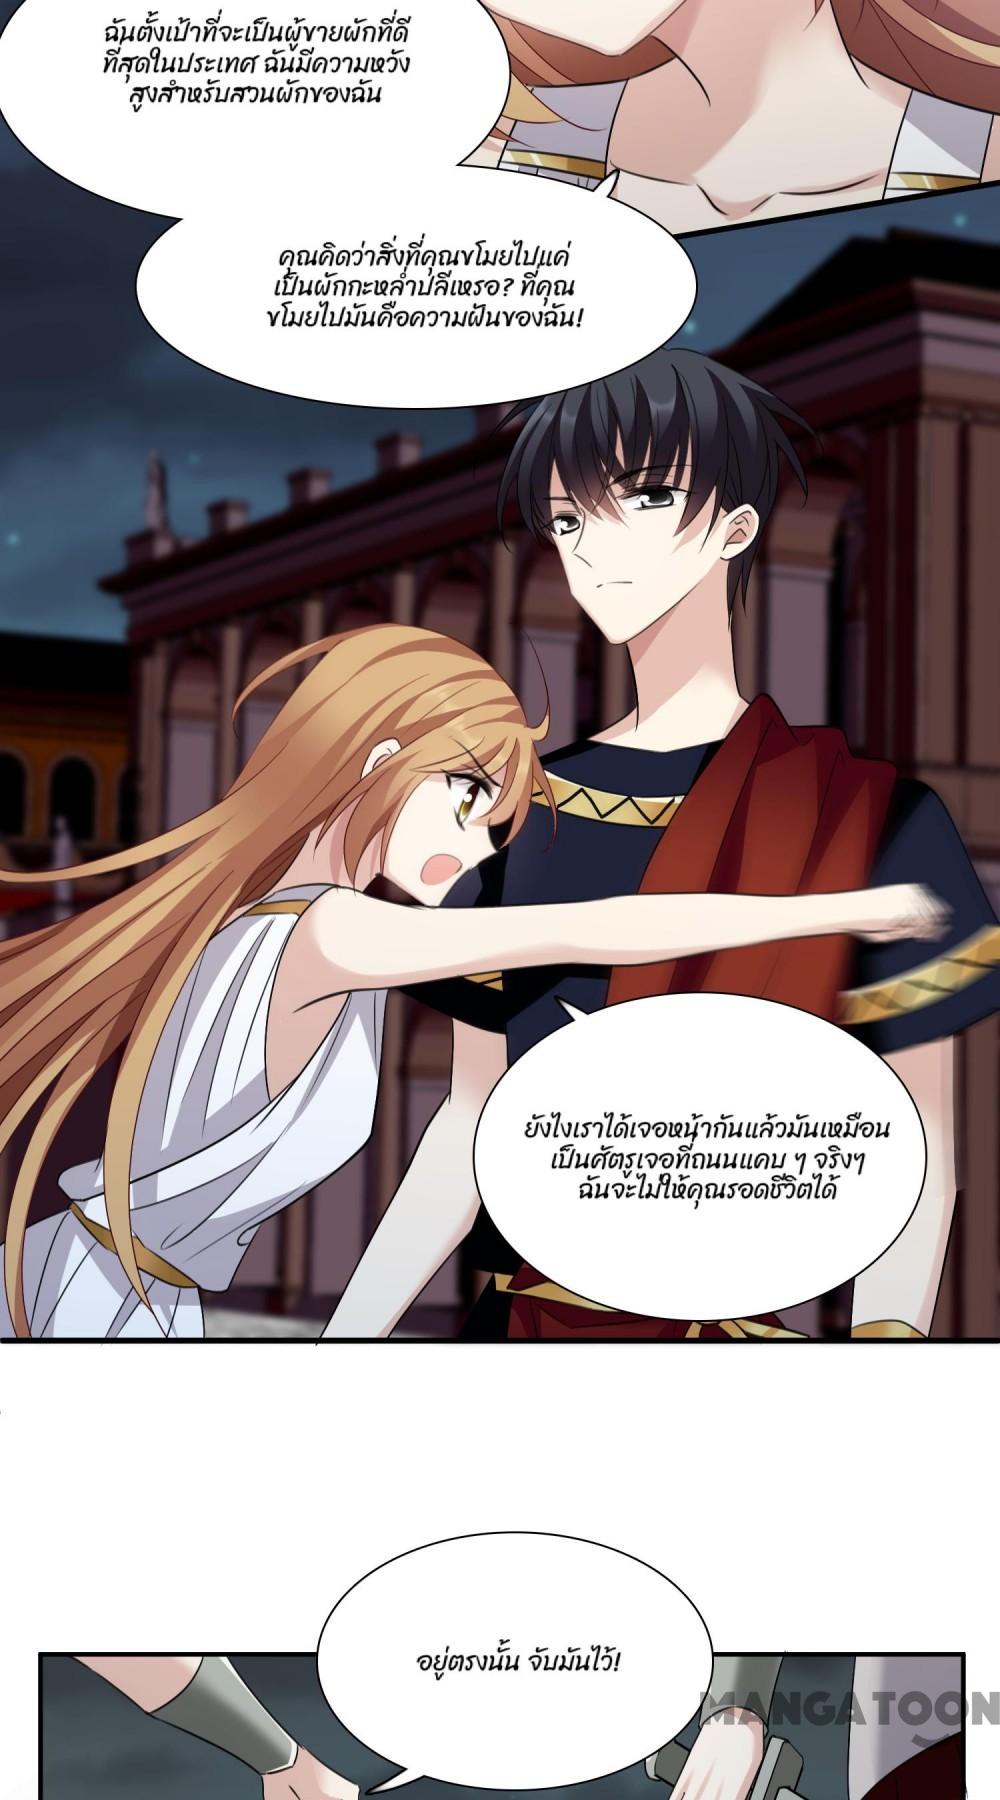 ฉันตั้งเป้าที่จะเป็นผู้ขายผักที่ดี
ที่สุดในประเทศ ฉันมีความหวัง
สูงสำหรับสวนผักของฉัน
คุณคิดว่าสิ่งที่คุณขโมยไปแค่
เป็นผักกะหล่ำปลีเหรอ? ที่คุณ
ขโมยไปมันคือความฝันของฉัน!
ยังไงเราได้เจอหน้ากันแล้วมันเหมือน
เป็นศัตรูเจอที่ถนนแคบ ๆ จริงๆ
ฉันจะไม่ให้คุณรอดชีวิตได้
อยู่ตรงนั้น จับมันไว้!
MANGATOON